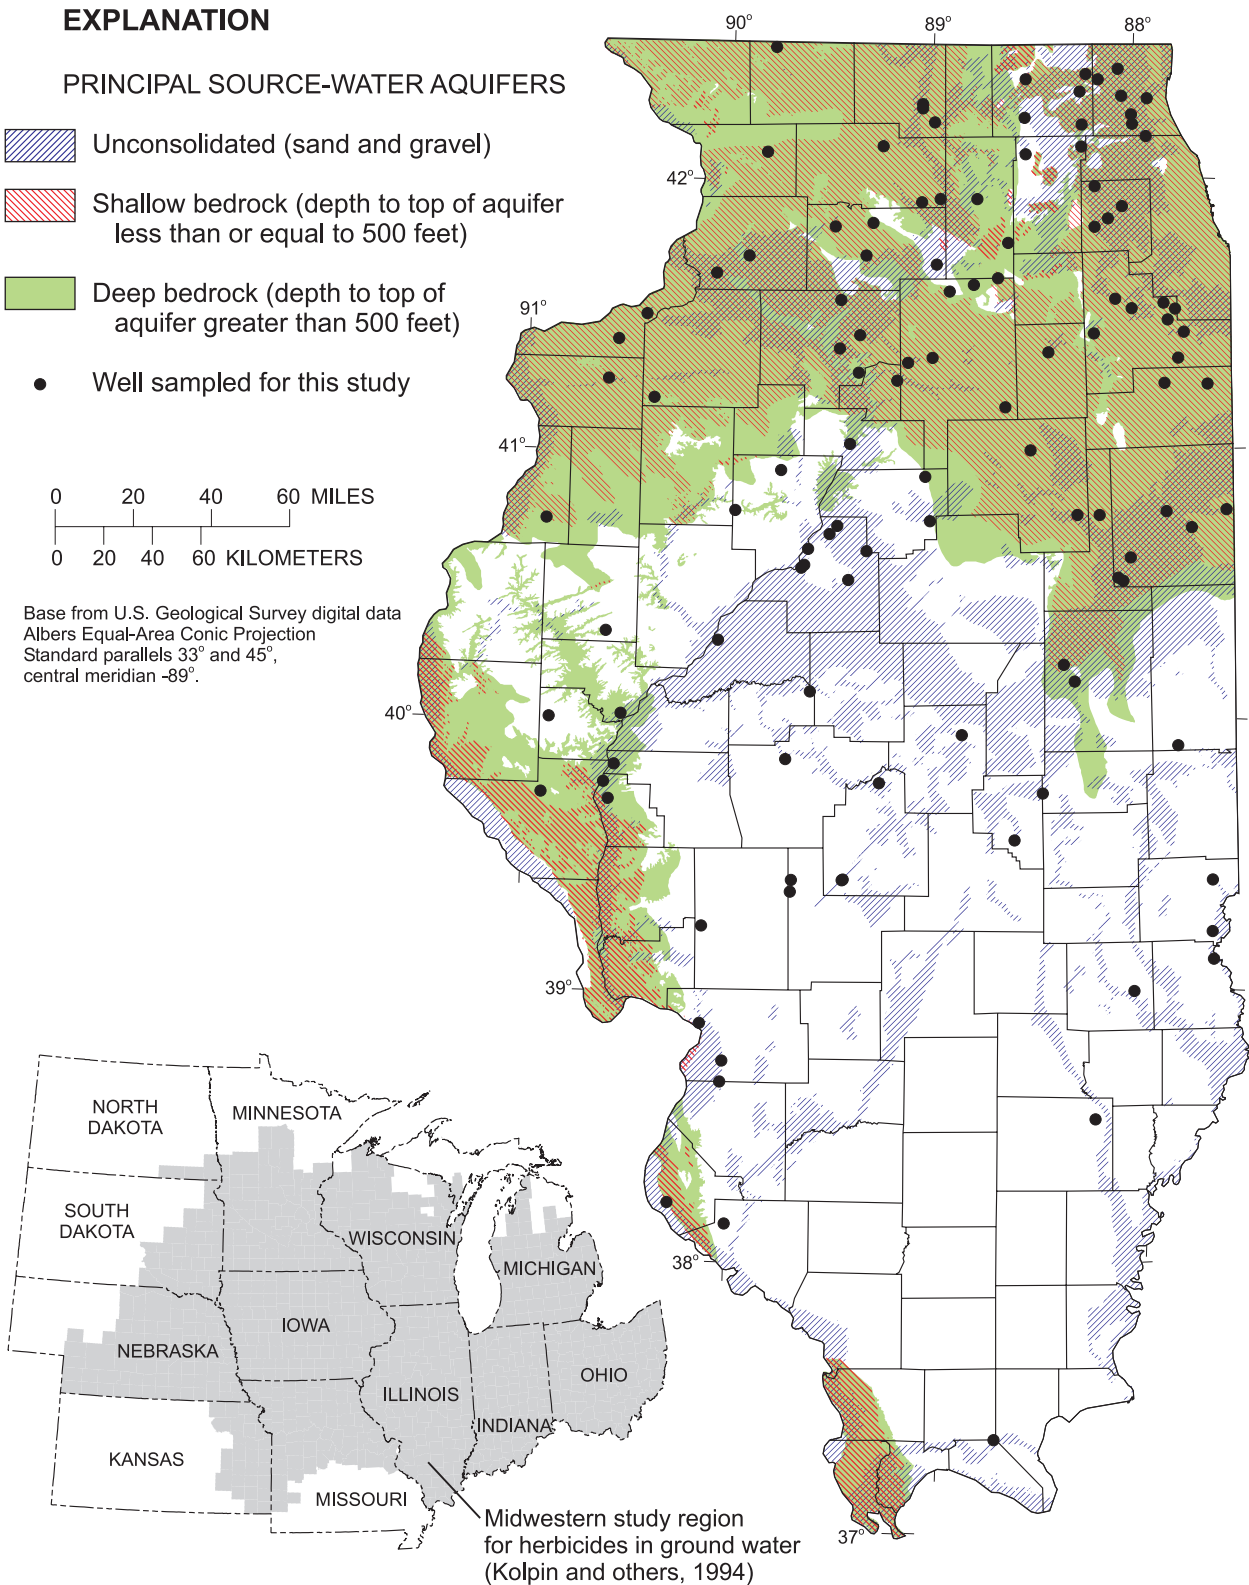 EXPLANATION
PRINCIPAL SOURCE-WATER AQUIFERS
Unconsolidated (sand and gravel)
Shallow bedrock (depth to top of aquifer
less than or equal to 500 feet)
Deep bedrock (depth to top of
aquifer greater than 500 feet)
Well sampled for this study
0 20 40 60 MILES
0 20 40 60 KILOMETERS
Base from U.S. Geological Survey digital data
Albers Equal-Area Conic Projection
Standard parallels 33° and 45°,
central meridian -89°.
90° 89° 88°
42°
91°
41°
40°
39°
38°
37°
NORTH
DAKOTA
MINNESOTA
SOUTH
DAKOTA
WISCONSIN
MICHIGAN
IOWA
NEBRASKA
OHIO
ILLINOIS
INDIANA
KANSAS
MISSOURI
Midwestern study region
for herbicides in ground water
(Kolpin and others, 1994)